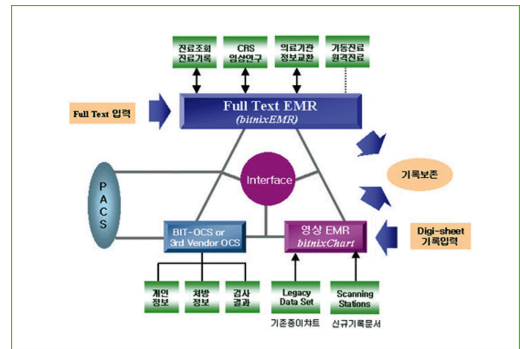 진료조회
진료기록
CRS
임상연구
의료기관
정보교환
기동진료
원격진료
Full Text 입력
Full Text EMR
(bitnixEMR)
PACS
Interface
기록보존
BIT-OCS or
3rd Vendor OCS
영상 EMR
bitnixChart
Digi-sheet
기록입력
개인
정보
처방
정보
검사
결과
Legacy
Data Set
Scanning
Stations
기존종이챠트
신규기록문서